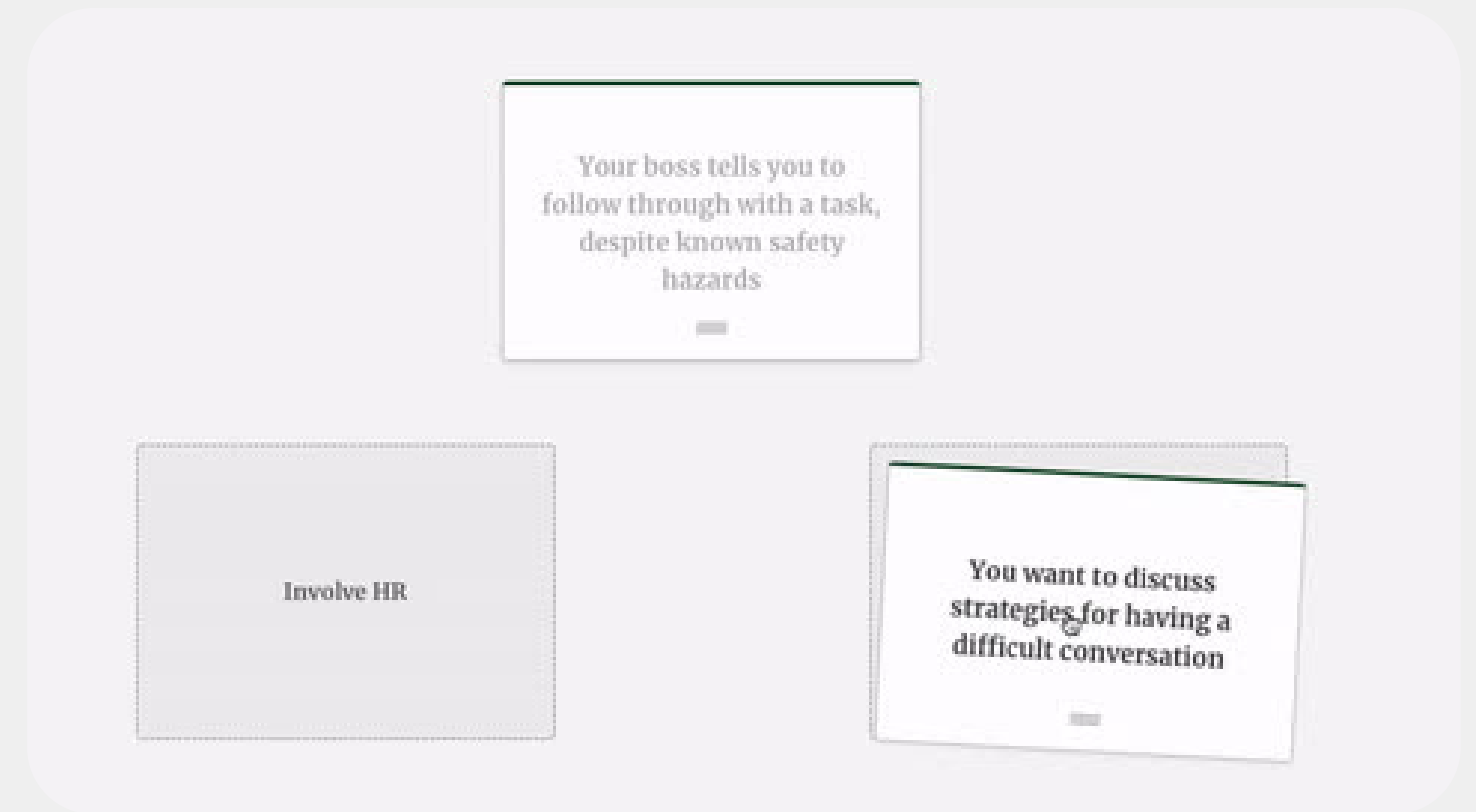 Your boss tells you to
follow through with a task,
despite known safety
hazards
Involve HR
You want to discuss
strategies for having a
difficult conversation